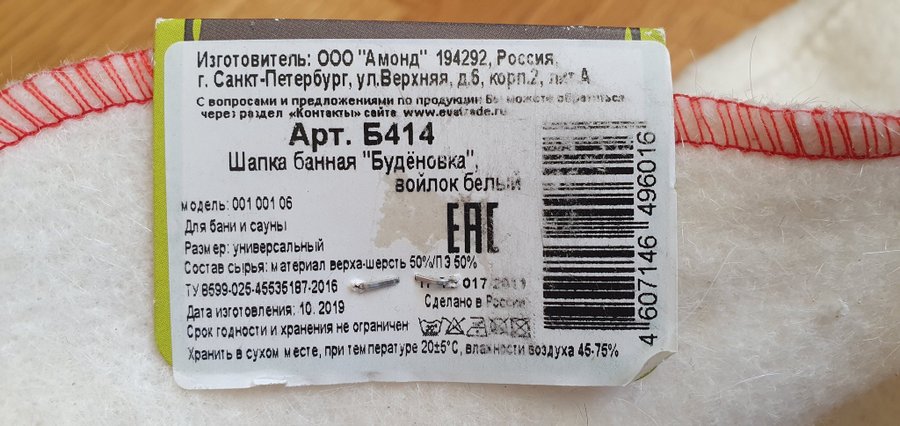 Изготовитель: ООО "Амонд" 194292, Россия,
г. Санкт-Петербург, ул.Верхняя, д.6, корп.2, лит.А
С вопросами и предложениями по продукции Вы можете обратиться
через раздел «Контакты» сайта www.evatrade.ru
Арт. Б414
Шапка банная "Будёновка",
войлок белый
модель: 001 001 06
Для бани и сауны
Размер: универсальный
Состав сырья: материал верха-шерсть 50%/ПЭ 50%
ТУ 8599-025-45535187-2016
017/2011
Дата изготовления: 10. 2019
Сделано в России
Срок годности и хранения не ограничен
Хранить в сухом месте, при температуре 20±5°С, влажности воздуха 45-75%
ЕАС
4 607146 496016